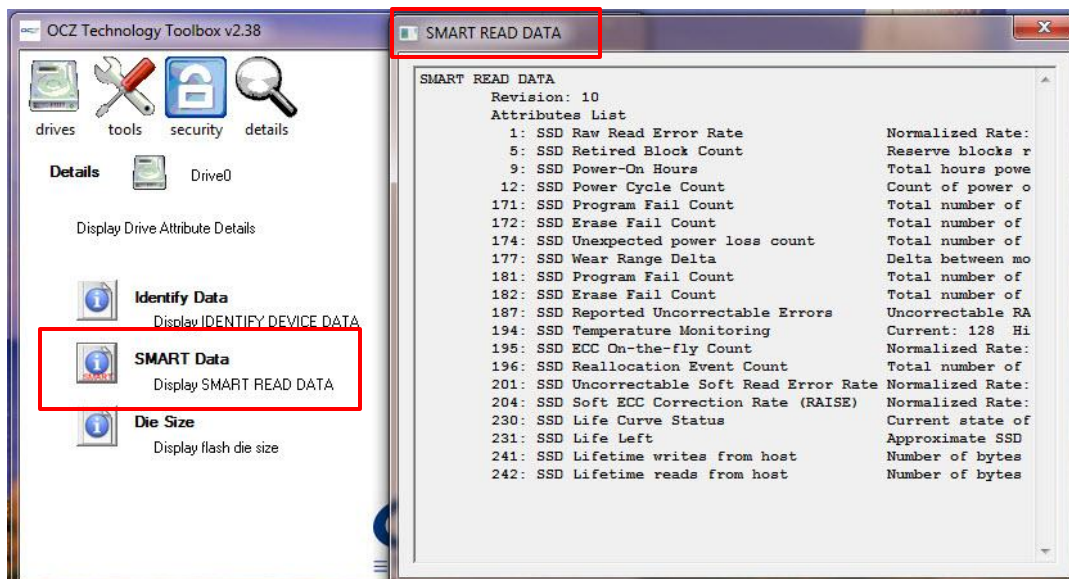 OCZ Technology Toolbox v2.38
drives tools security details
Details Drive0
Display Drive Attribute Details
Identify Data
Display IDENTIFY DEVICE DATA
SMART Data
Display SMART READ DATA
Die Size
Display flash die size
SMART READ DATA
SMART READ DATA
Revision: 10
Attributes List
1: SSD Raw Read Error Rate Normalized Rate:
5: SSD Retired Block Count Reserve blocks r
9: SSD Power-On Hours Total hours powe
12: SSD Power Cycle Count Count of power o
171: SSD Program Fail Count Total number of
172: SSD Erase Fail Count Total number of
174: SSD Unexpected power loss count Total number of
177: SSD Wear Range Delta Delta between mo
181: SSD Program Fail Count Total number of
182: SSD Erase Fail Count Total number of
187: SSD Reported Uncorrectable Errors Uncorrectable RA
194: SSD Temperature Monitoring Current: 128 Hi
195: SSD ECC On-the-fly Count Normalized Rate:
196: SSD Reallocation Event Count Total number of
201: SSD Uncorrectable Soft Read Error Rate Normalized Rate:
204: SSD Soft ECC Correction Rate (RAISE) Normalized Rate:
230: SSD Life Curve Status Current state of
231: SSD Life Left Approximate SSD
241: SSD Lifetime writes from host Number of bytes
242: SSD Lifetime reads from host Number of bytes